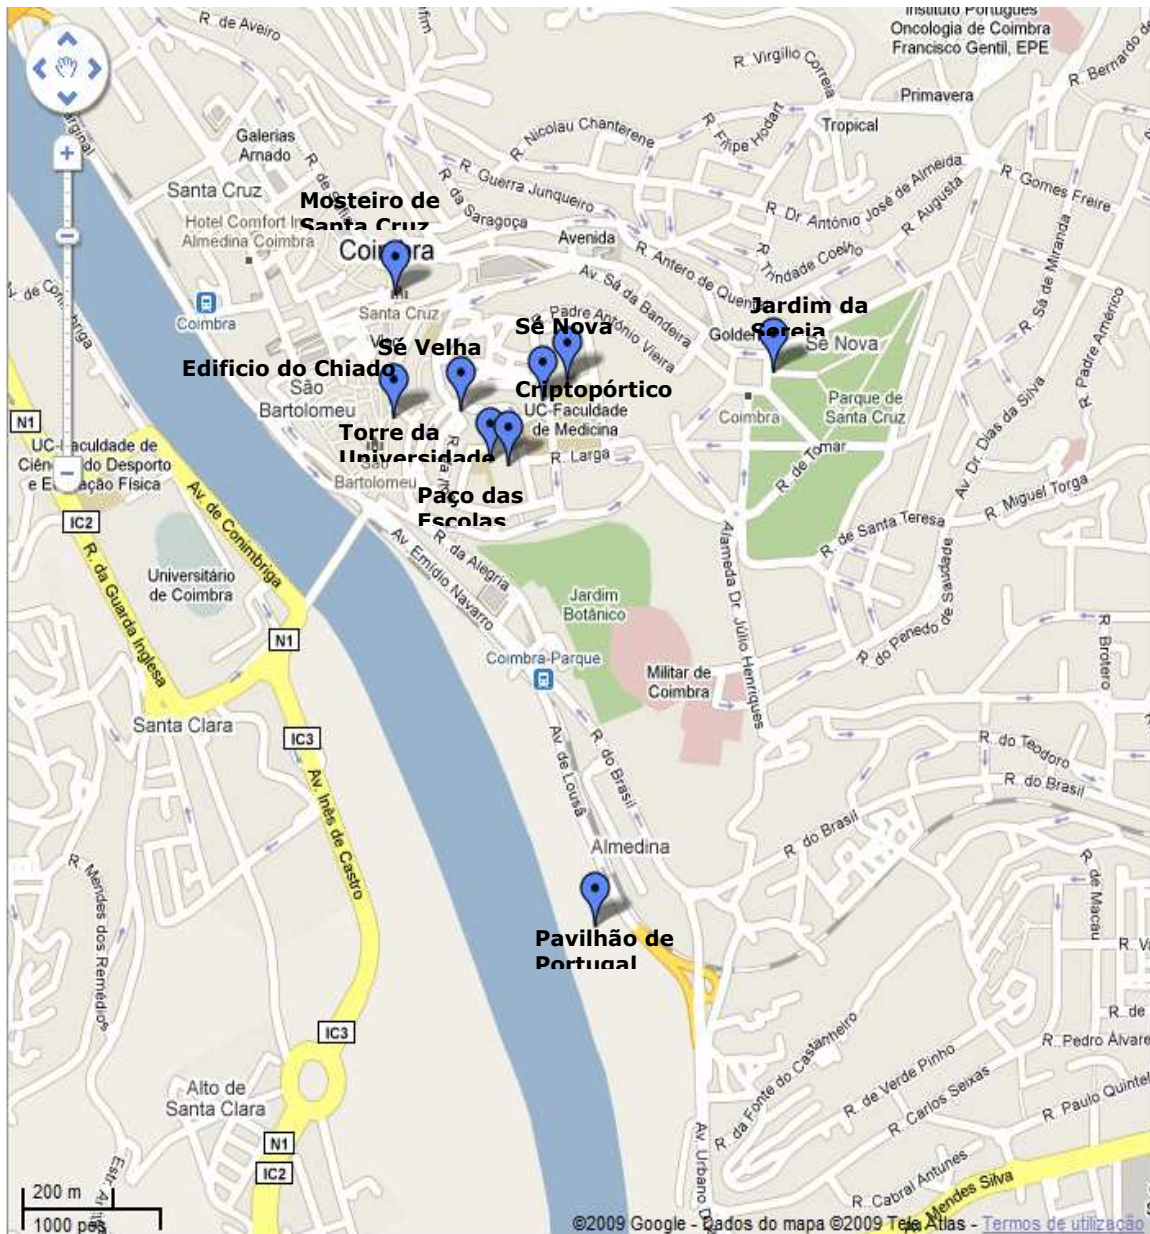 R. de Aveiro
Instituto Português
Oncologia de Coimbra
Francisco Gentil, EPE
R. Virgílio Correia
R. Bernardo de
Primavera
Tropical
R. Filipe Hodart
R. Nicolau Chanterene
Galerias
Arnado
R. Guerra Junqueiro
R. da Saragoça
R. Dr. António José de Almeida
R. Gomes Freire
R. Augusta
Santa Cruz
Mosteiro de
Santa Cruz
Hotel Comfort Inn
Almedina Coimbra
Coimbra
Avenida
R. Antero de Quental
R. Trindade Coelho
R. Sá de Miranda
R. Padre Américo
Av. Sá da Bandeira
Padre António Vieira
Coimbra
Santa Cruz
Sé Nova
Jardim da
Sereia
Golden
Sé Nova
Sé Velha
Edificio do Chiado
São
Bartolomeu
Criptopórtico
UC-Faculdade
de Medicina
Coimbra
Parque de
Santa Cruz
N1
UC-Faculdade de
Ciências do Desporto
e Educação Física
Torre da
Universidade
São
Bartolomeu
R. Larga
R. de Tomar
Av. Dr. Dias da Silva
R. Miguel Torga
Paço das
Escolas
IC2
Av. de Conimbriga
R. da Guarda Inglesa
R. da Alegria
Av. Emídio Navarro
R. de Santa Teresa
Alameda Dr. Júlio Henriques
R. do Penedo de Saudade
Universitário
de Coimbra
Jardim
Botânico
R. Brotero
N1
Coimbra-Parque
Militar de
Coimbra
Santa Clara
IC3
Av. Inês de Castro
Av. de Lousã
R. do Brasil
R. do Teodoro
R. do Brasil
R. do Brasil
Almedina
R. Mendes dos Remédios
R. de Macau
Pavilhão de
Portugal
IC3
R. de
R. Pedro Álvare
R. da Fonte do Castanheiro
R. de Verde Pinho
R. Carlos Seixas
R. Paulo Quintel
Alto de
Santa Clara
N1
IC2
Av. Urbano D
R. Cabral Antunes
Av. Mendes Silva
200 m
1000 pés
©2009 Google - Dados do mapa ©2009 Tele Atlas - Termos de utilização